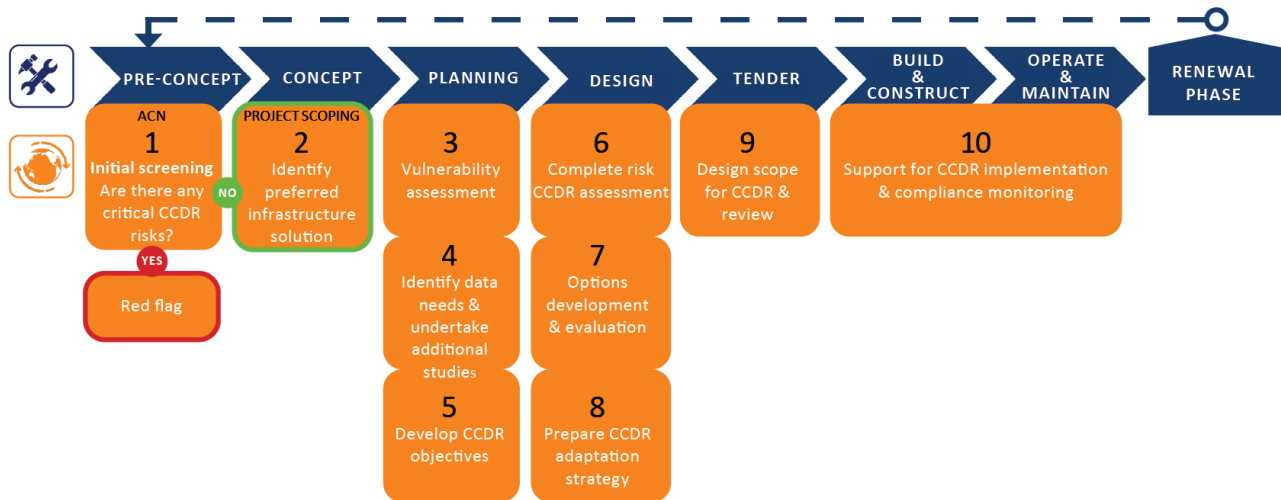 PRE-CONCEPT
CONCEPT
PLANNING
DESIGN
TENDER
BUILD
& 
CONSTRUCT
OPERATE
&
MAINTAIN
RENEWAL
PHASE
ACN
1
Initial screening
Are there any
critical CCDR
risks?
NO
YES
Red flag
PROJECT SCOPING
2
Identify
preferred
infrastructure
solution
3
Vulnerability
assessment
4
Identify data
needs &
undertake
additional
studies
5
Develop CCDR
objectives
6
Complete risk
CCDR assessment
7
Options
development
& evaluation
8
Prepare CCDR
adaptation
strategy
9
Design scope
for CCDR &
review
10
Support for CCDR implementation
& compliance monitoring